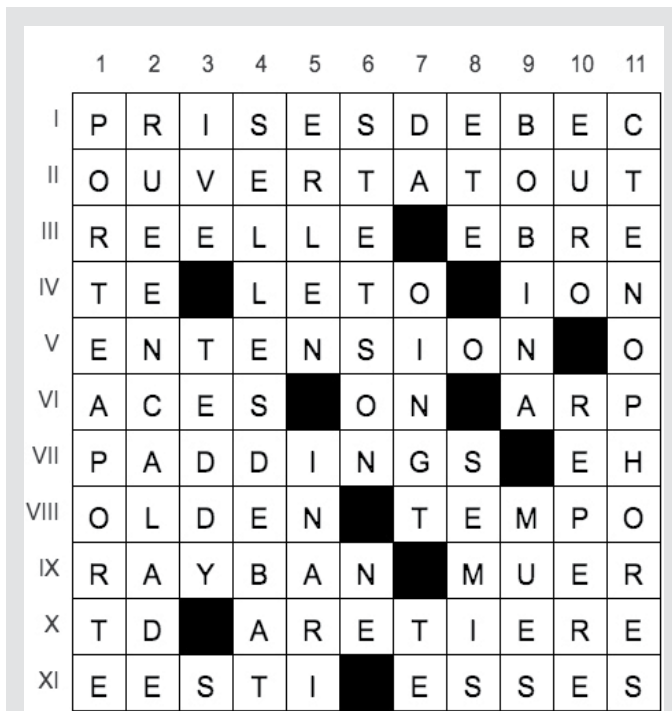 1 2 3 4 5 6 7 8 9 10 11
I P R I S E S D E B E C
II O U V E R T A T O U T
III R E E L L E E B R E
IV T E L E T O I O N
V E N T E N S I O N O
VI A C E S O N A R P
VII P A D D I N G S E H
VIII O L D E N T E M P O
IX R A Y B A N M U E R
X T D A R E T I E R E
XI E E S T I E S S E S